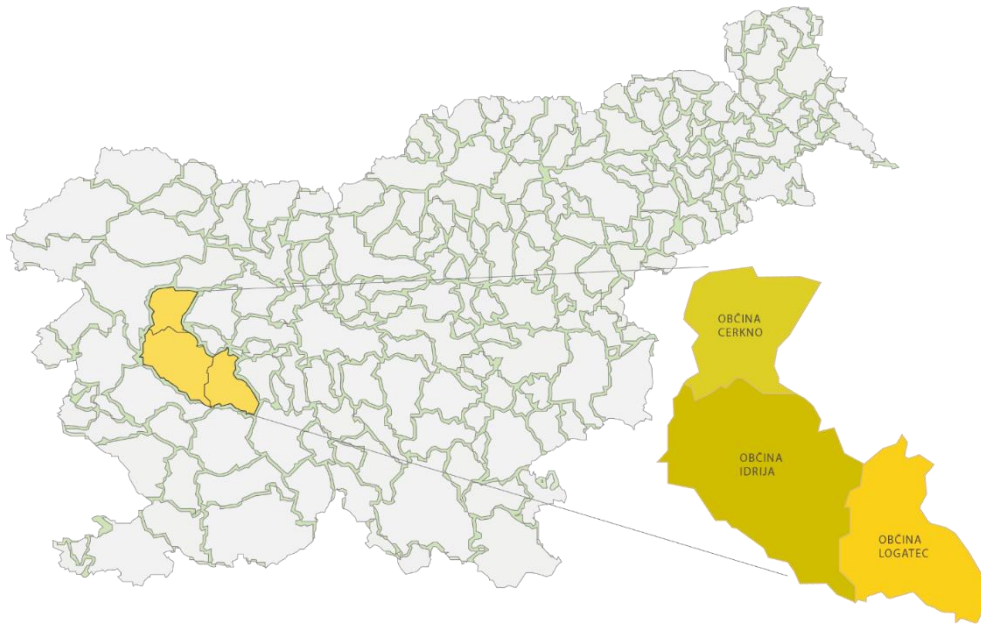 OBČINA
CERKNO
OBČINA
IDRIJA
OBČINA
LOGATEC